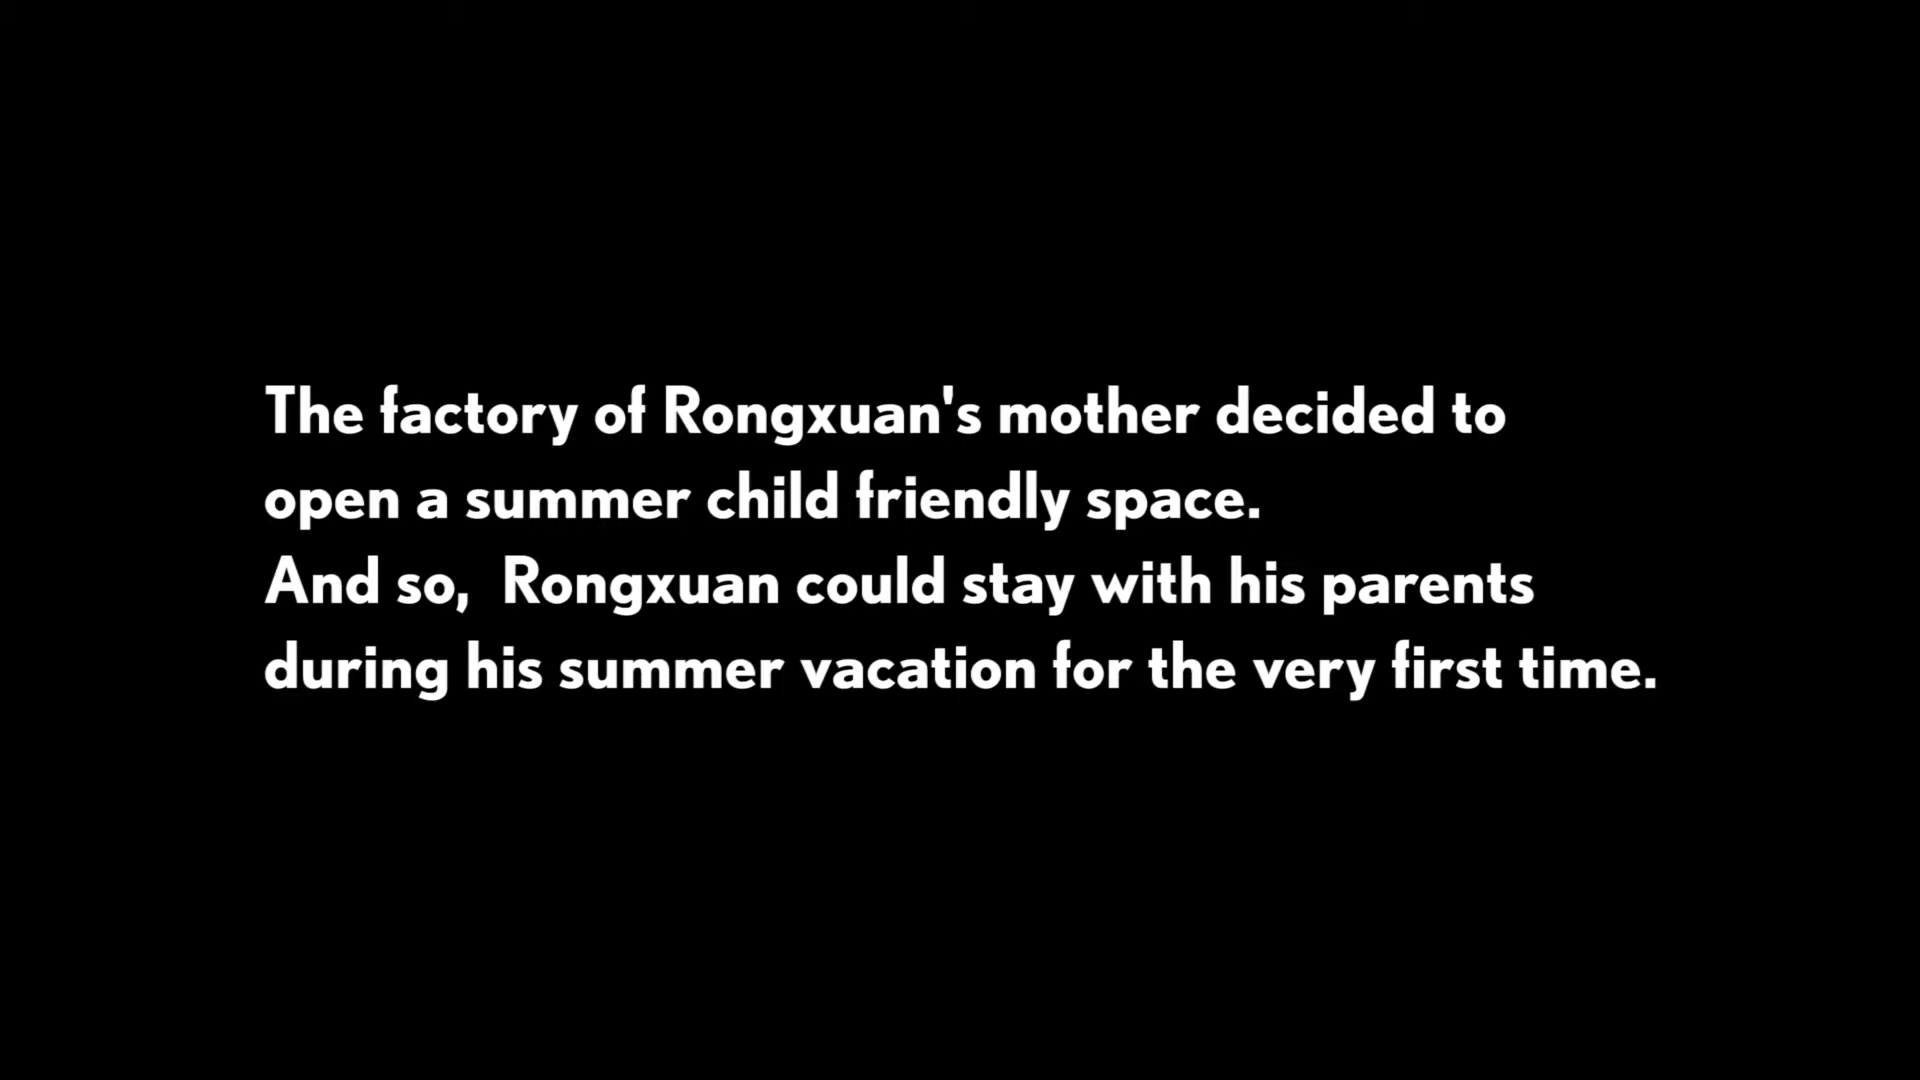 The factory of Rongxuan's mother decided to
open a summer child friendly space.
And so,  Rongxuan could stay with his parents
during his summer vacation for the very first time.